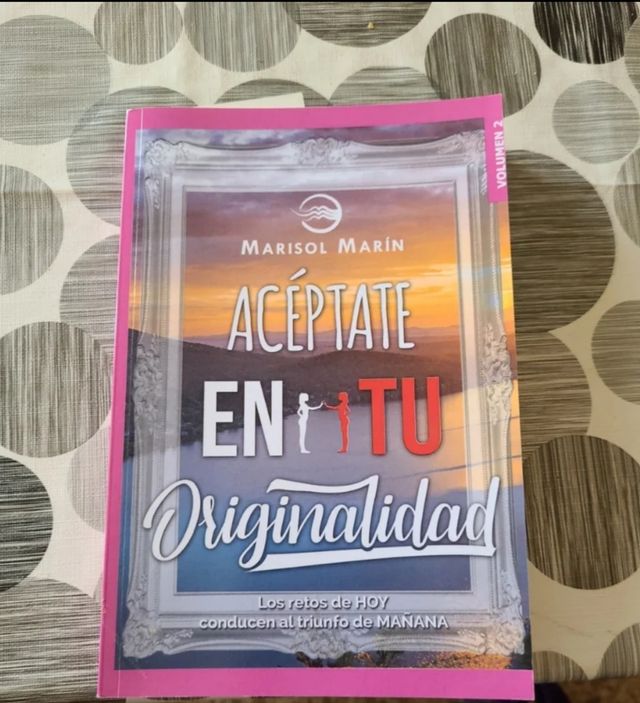 VOLUMEN 2
MARISOL MARÍN
ACÉPTATE
EN TU
Originalidad
Los retos de HOY
conducen al triunfo de MAÑANA